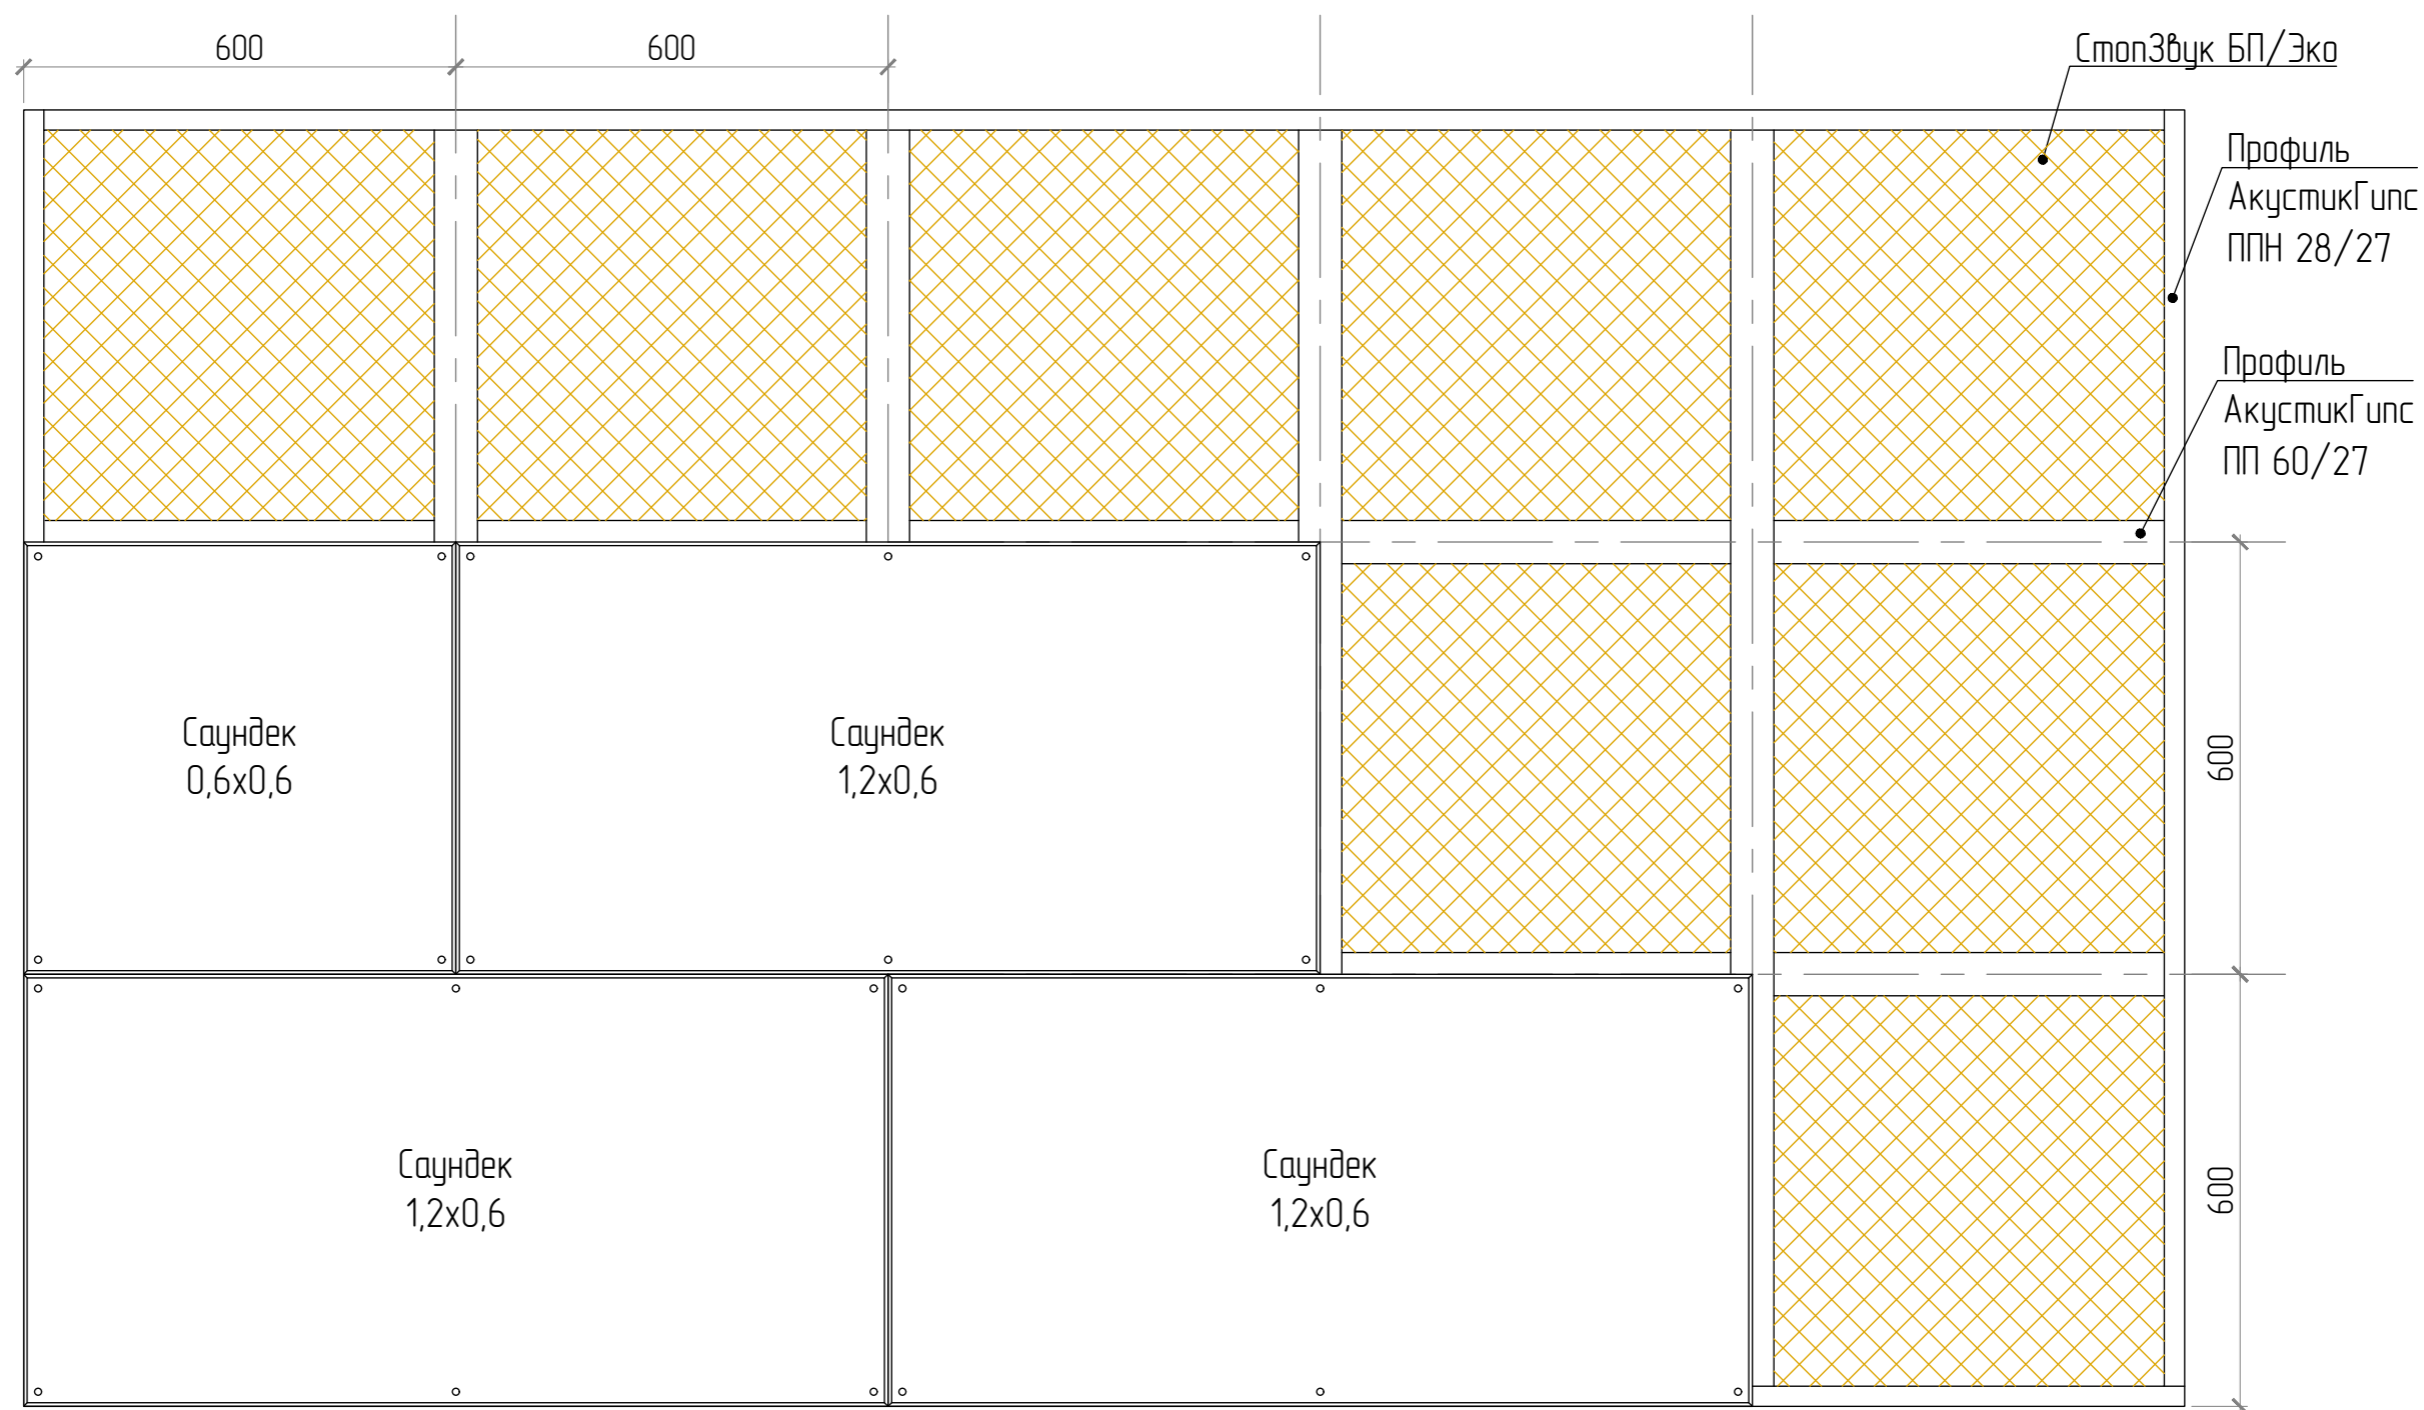 600
600
СтопЗвук БП/Эко
Профиль
АкустикГипс
ППН 28/27
Профиль
АкустикГипс
ПП 60/27
Саундек
0,6х0,6
Саундек
1,2х0,6
600
Саундек
1,2х0,6
Саундек
1,2х0,6
600